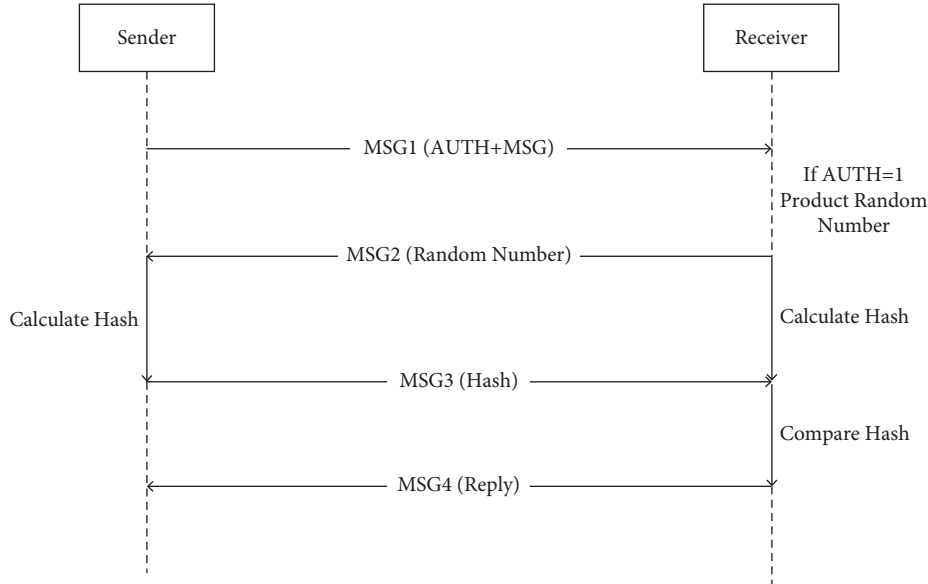 Sender
Receiver
MSG1 (AUTH+MSG)
If AUTH=1
Product Random
Number
MSG2 (Random Number)
Calculate Hash
Calculate Hash
MSG3 (Hash)
Compare Hash
MSG4 (Reply)